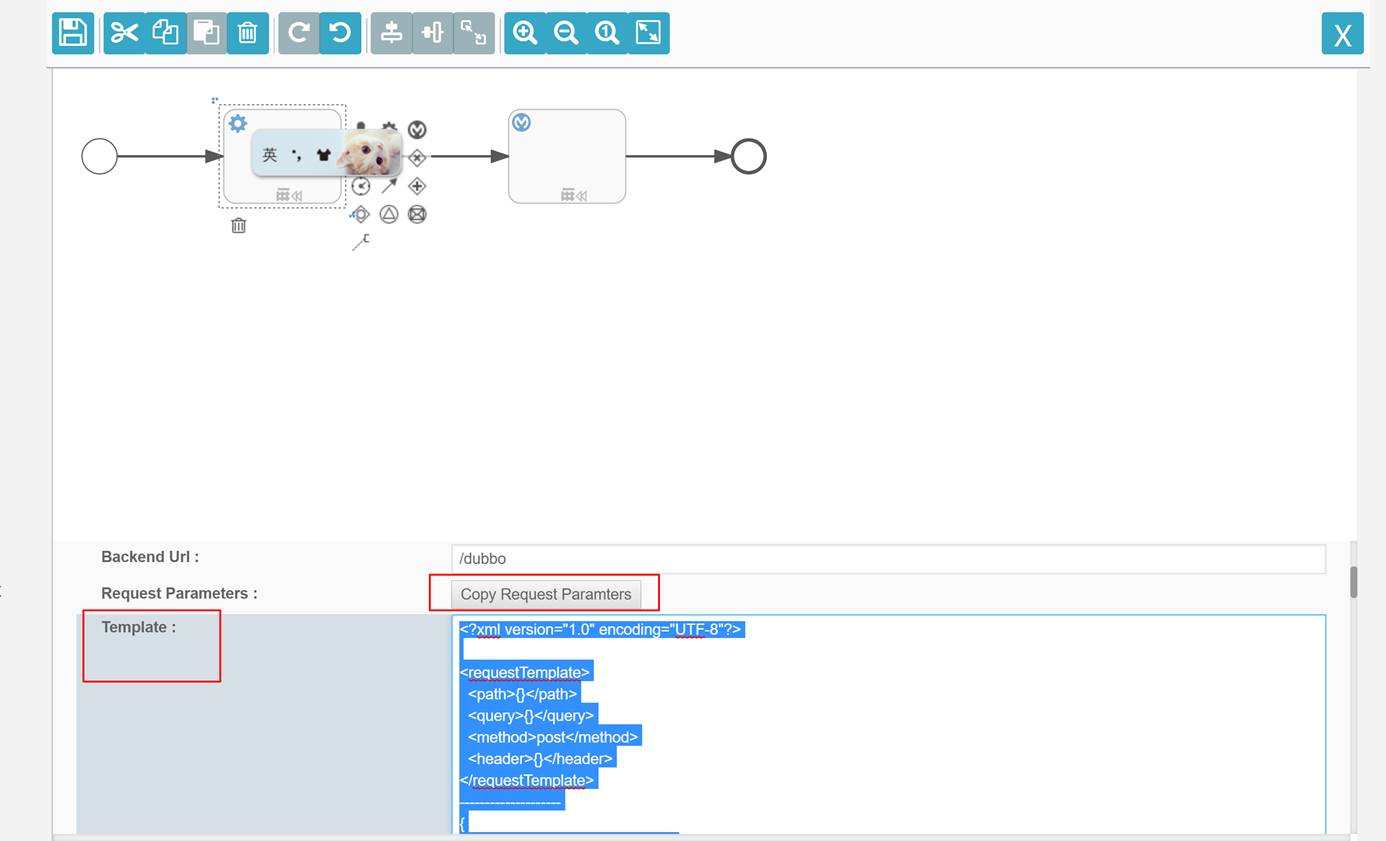 X
英
Backend Url :
/dubbo
Request Parameters :
Copy Request Paramters
Template :
<?xml version="1.0" encoding="UTF-8"?>
<requestTemplate>
<path>{}</path>
<query>{}</query>
<method>post</method>
<header>{}</header>
</requestTemplate>
--------------------
{